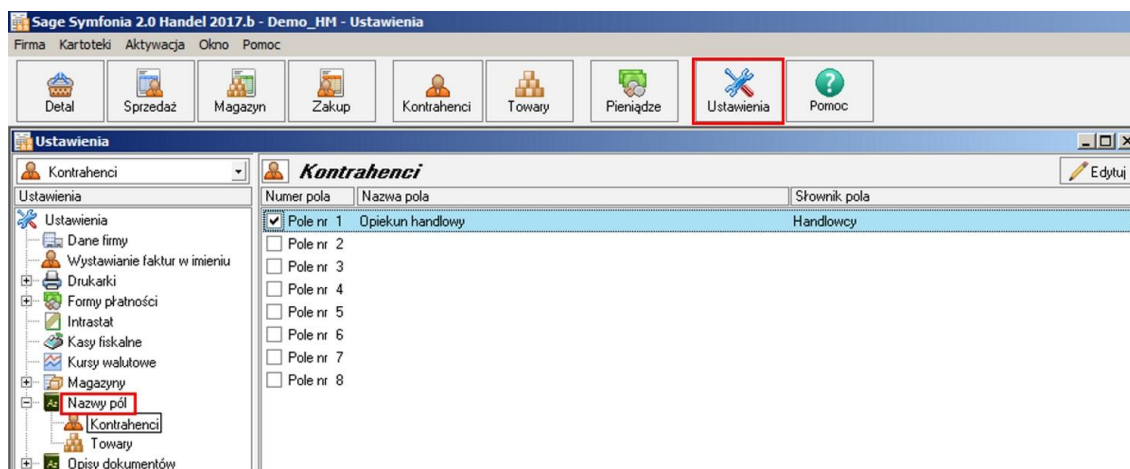 Sage Symfonia 2.0 Handel 2017.b - Demo_HM - Ustawienia
Firma Kartoteki Aktywacja Okno Pomoc
Detal Sprzedaż Magazyn Zakup Kontrahenci Towary Pieniądze Ustawienia Pomoc
Ustawienia
Kontrahenci Kontrahenci Edytuj
Ustawienia Numer pola Nazwa pola Słownik pola
Ustawienia Pole nr 1 Opiekun handlowy Handlowcy
Dane firmy Pole nr 2
Wystawianie faktur w imieniu Pole nr 3
Drukarki Pole nr 4
Formy płatności Pole nr 5
Intrastat Pole nr 6
Kasy fiskalne Pole nr 7
Kursy walutowe Pole nr 8
Magazyny
Nazwy pól
Kontrahenci
Towary
Opisy dokumentów